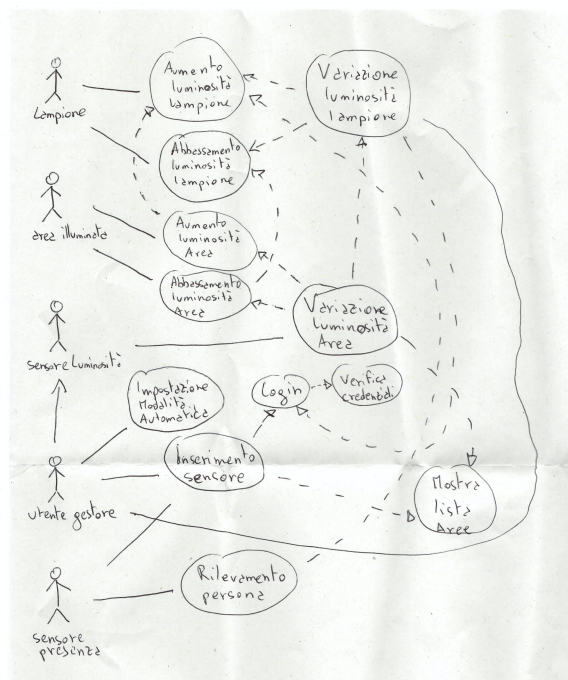 Aumento
luminosità
lampione
Variazione
luminosità
lampione
Lampione
Abbassamento
luminosità
lampione
area illuminata
Aumento
luminosità
Area
Abbassamento
luminosità
Area
Variazione
Luminosità
Area
sensore Luminosità
Impostazione
Modalità
Automatica
Login
Verifica
credenziali
Inserimento
sensore
utente gestore
Mostra
lista
Aree
Rilevamento
persona
sensore
presenza